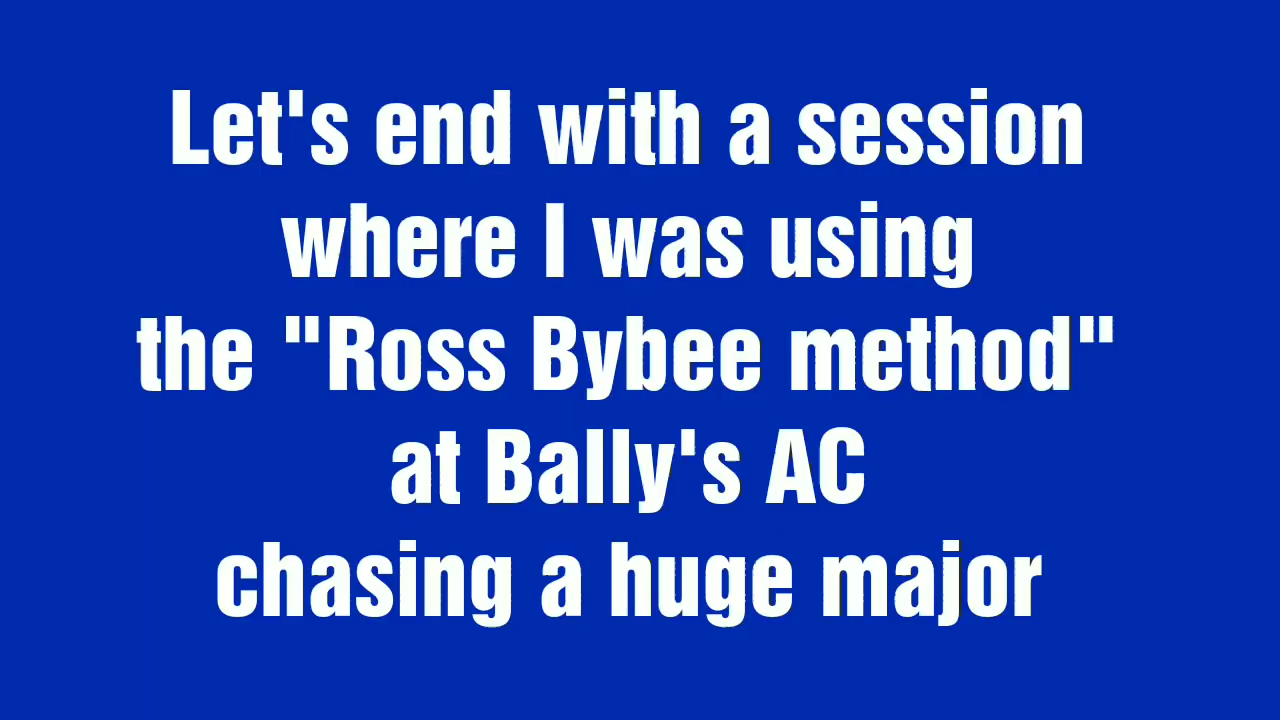 Let's end with a session
where I was using
the "Ross Bybee method"
at Bally's AC
chasing a huge major